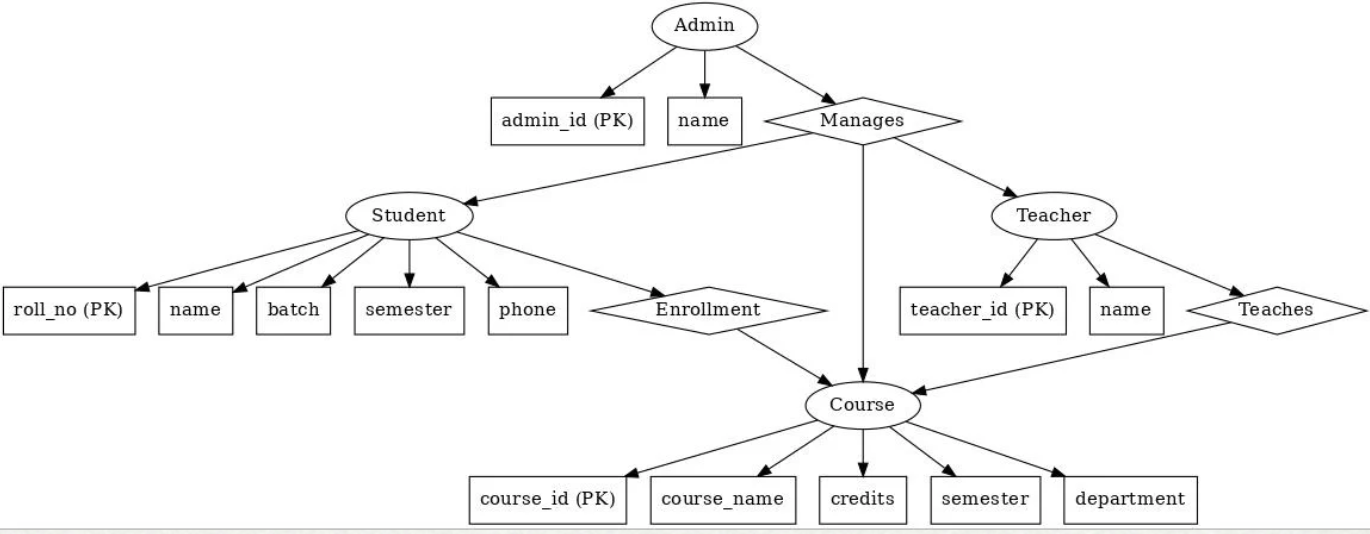 Admin
admin_id (PK)
name
Manages
Student
Teacher
roll_no (PK)
name
batch
semester
phone
Enrollment
teacher_id (PK)
name
Teaches
Course
course_id (PK)
course_name
credits
semester
department